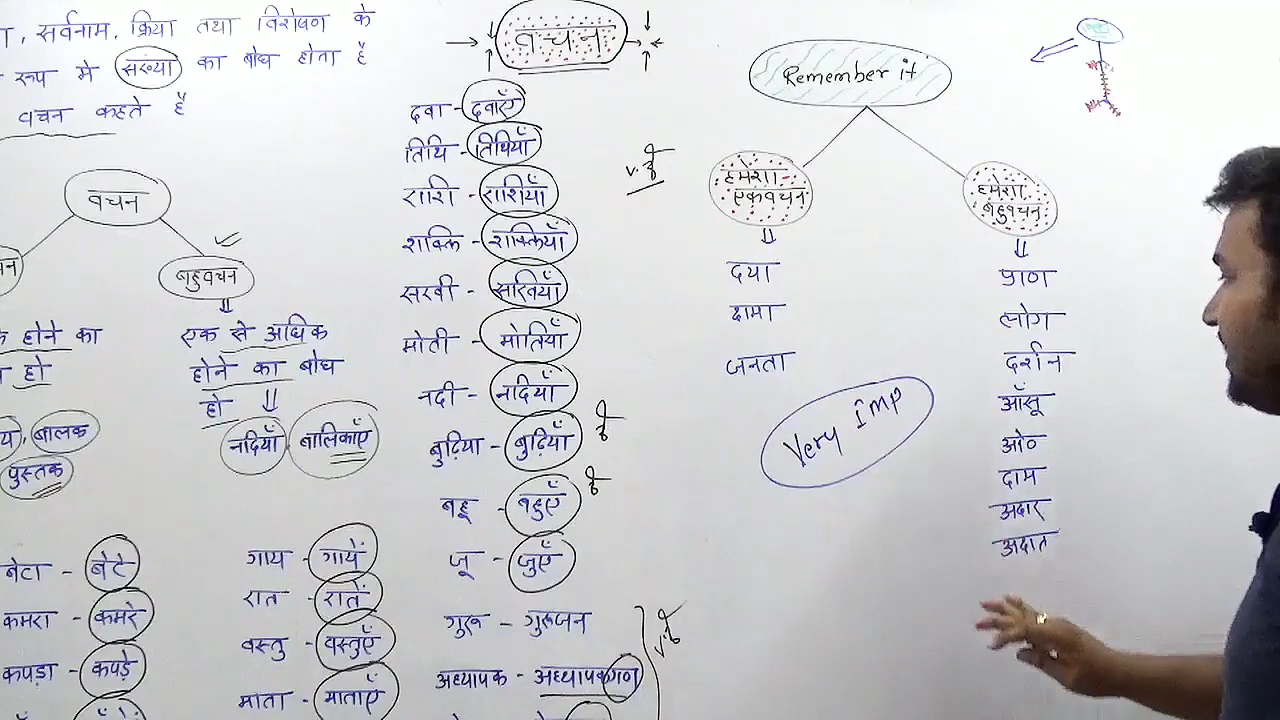 सर्वनाम, क्रिया तथा विशेषण के
रूप मे संख्या का बोध होता है
वचन कहते है
वचन
बहुवचन
होने का
हो
बालक
पुस्तक
एक से अधिक
होने का बोध
हो
नदियाँ, बालिकाएँ
बेटा - बेटे
कमरा - कमरे
कपड़ा - कपड़े
गाय - गायें
रात - रातें
वस्तु - वस्तुएँ
माता - माताएँ
वचन
दवा - दवाएँ
तिथि - तिथियाँ
राशि - राशियाँ
शक्ति - शक्तियाँ
सखी - सखियाँ
मोती - मोतियाँ
नदी - नदियाँ
बुढ़िया - बुढ़ियाँ
बहू - बहुएँ
जू - जुएँ
गुरू - गुरूजन
अध्यापक - अध्यापकगण
Remember it
हमेशा
एकवचन
दया
क्षमा
जनता
Very Imp
हमेशा
बहुवचन
प्राण
लोग
दर्शन
आँसू
ओठ
दाम
अक्षर
अक्षत